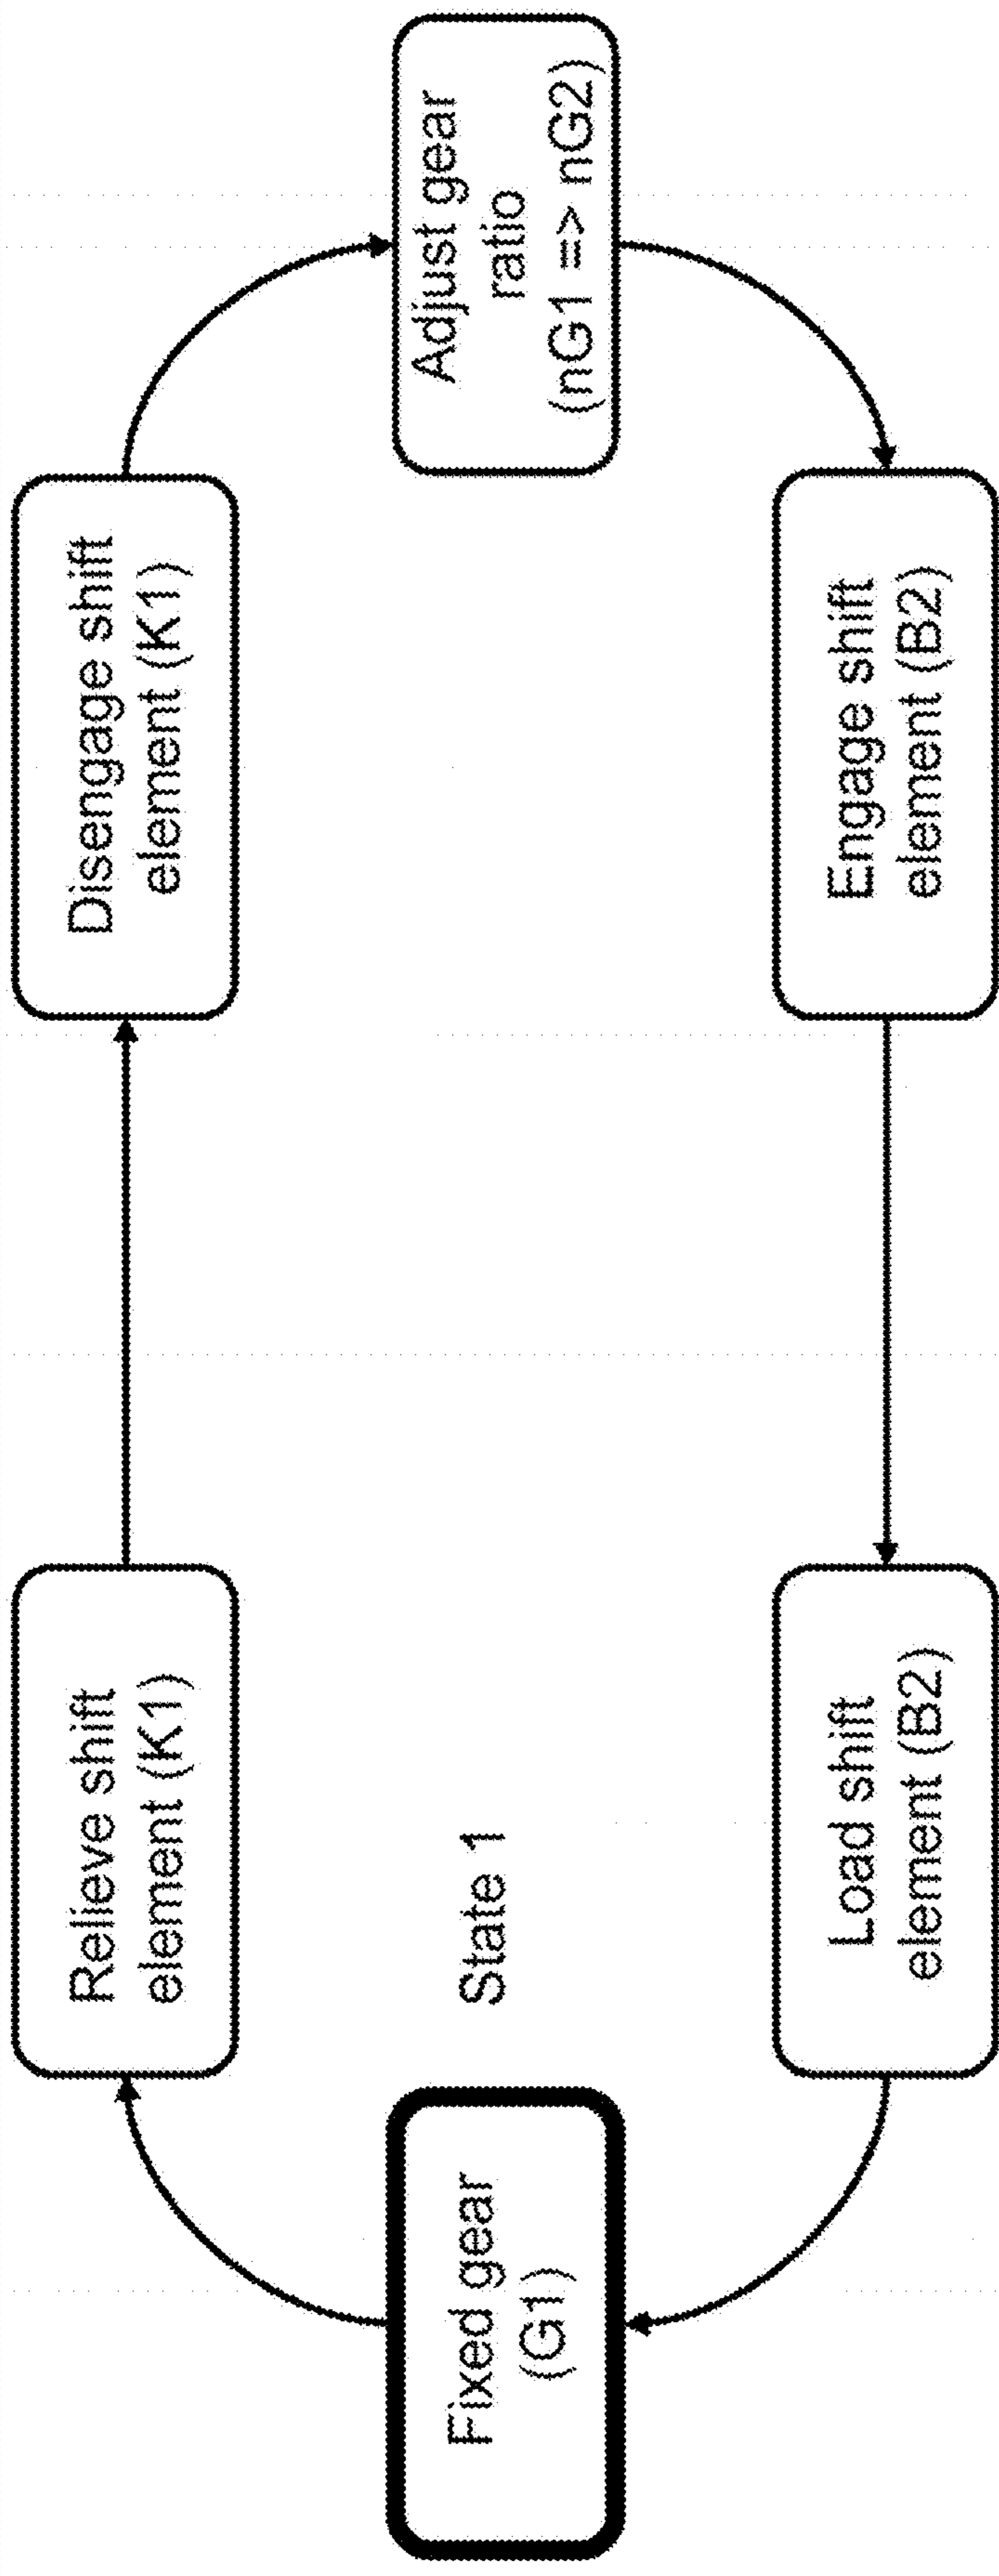 Fixed gear
(G1)
Relieve shift
element (K1)
Disengage shift
element (K1)
Adjust gear
ratio
(nG1 => nG2)
Engage shift
element (B2)
Load shift
element (B2)
State 1